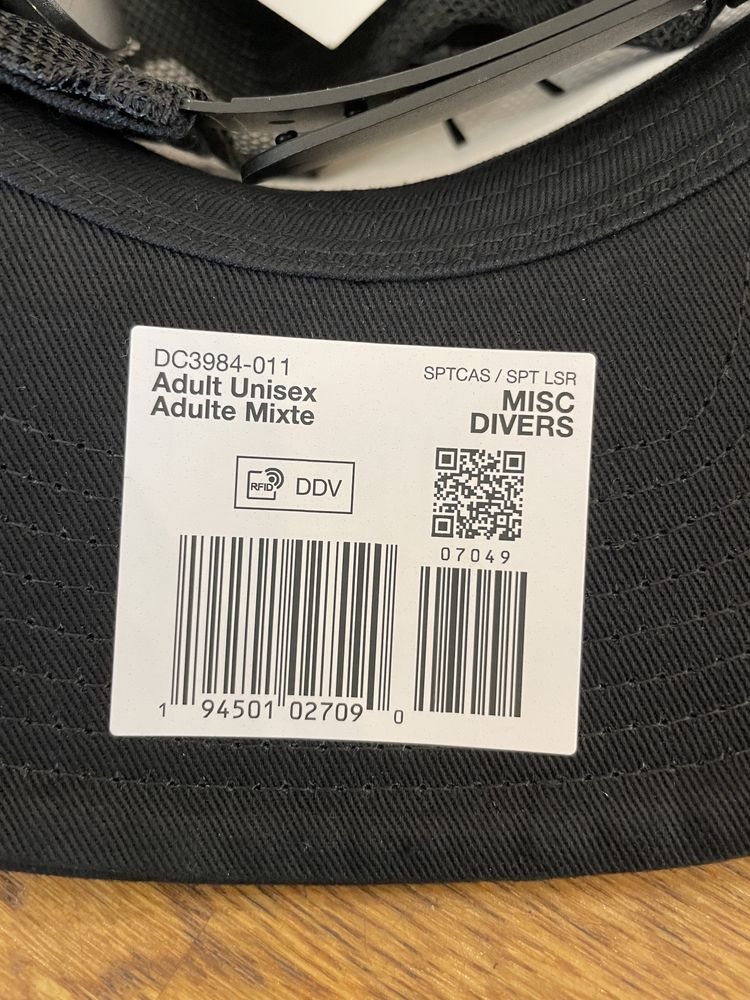 DC3984-011
Adult Unisex
Adulte Mixte
SPTCAS / SPT LSR
MISC
DIVERS
RFID DDV
07049
1 94501 02709 0